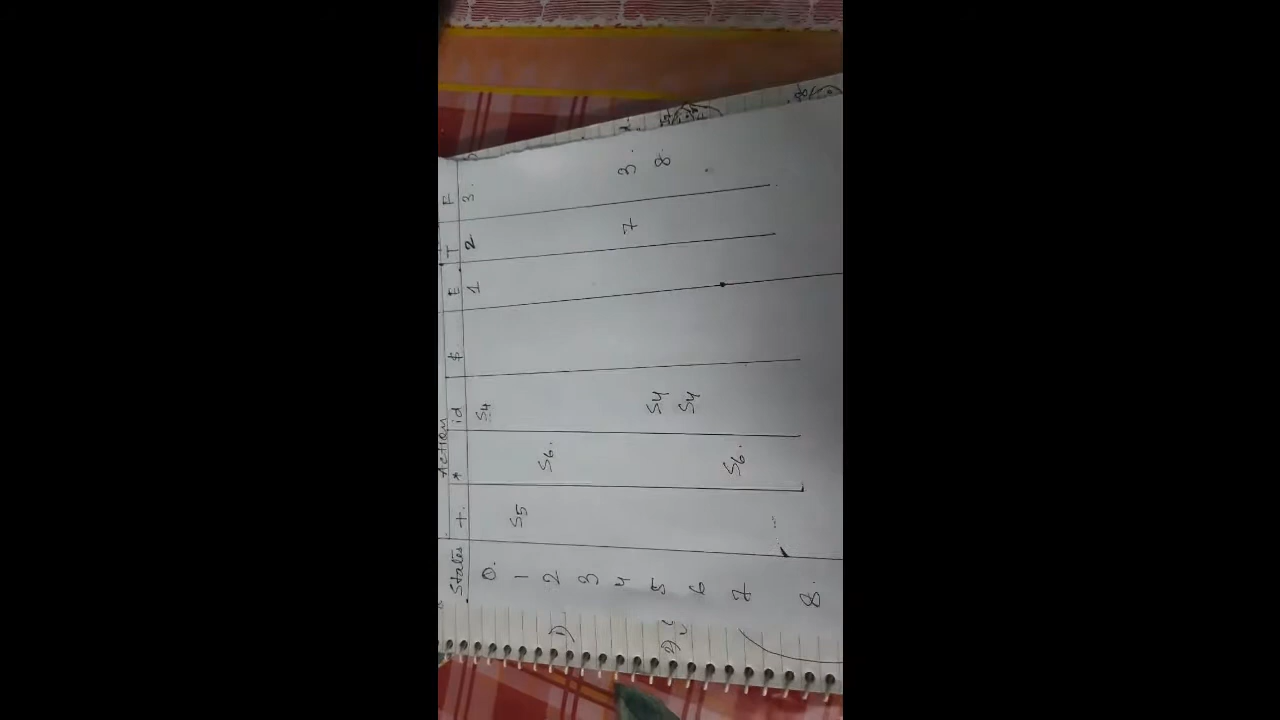 Action
States + * id $ E T F
0. S4 1 2 3.
1 S5
2 S6.
3
4
5 S4 7 3.
6 S4 8.
7 S6.
8.